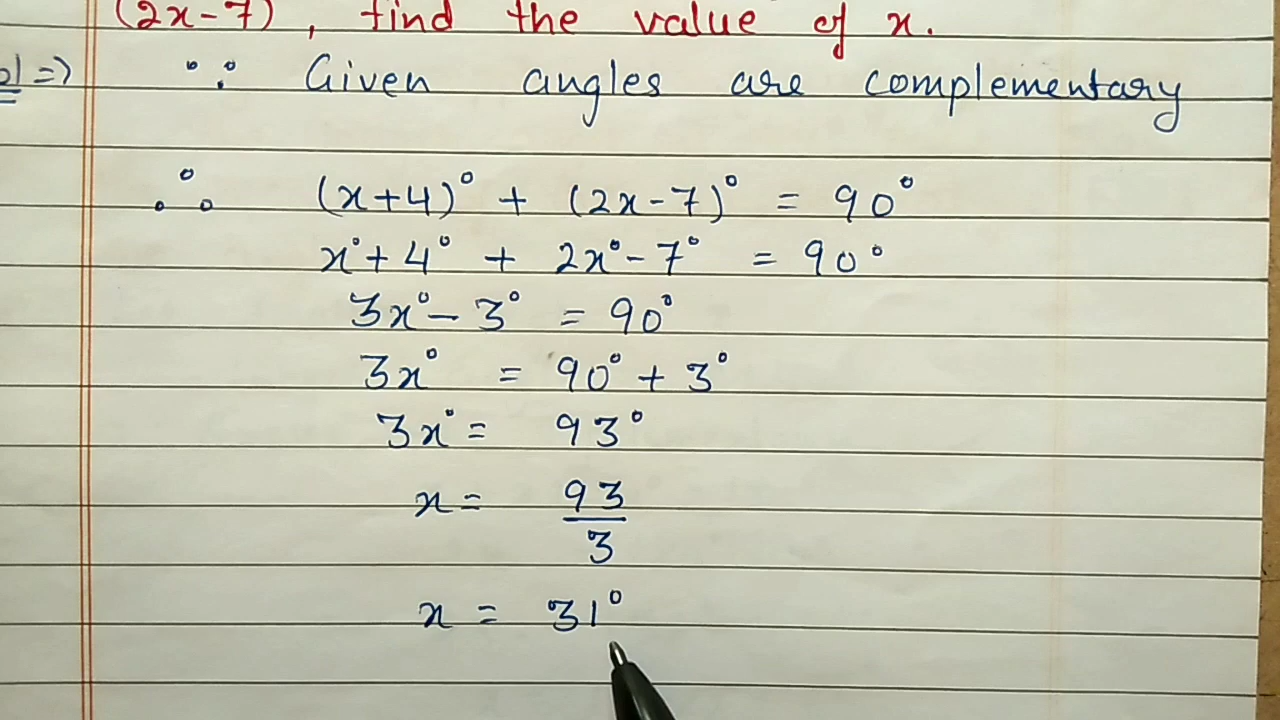 (2x-7)°, find the value of x.
Sol => ∵ Given angles are complementary
∴ (x+4)° + (2x-7)° = 90°
x°+4° + 2x°-7° = 90°
3x°-3° = 90°
3x° = 90°+3°
3x° = 93°
x = 93/3
x = 31°